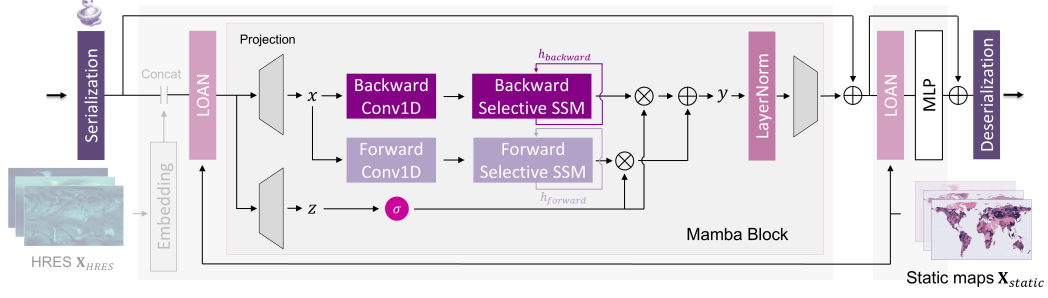 Serialization
Concat
Embedding
HRES X_HRES
LOAN
Projection
x
z
Backward
Conv1D
Forward
Conv1D
σ
h_backward
Backward
Selective SSM
Forward
Selective SSM
h_forward
y
LayerNorm
Mamba Block
LOAN
MLP
Deserialization
Static maps X_static